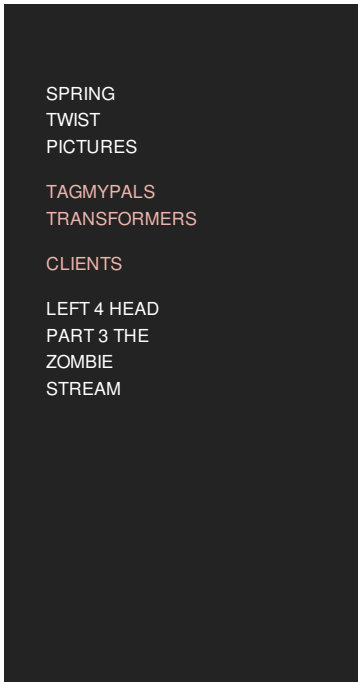 SPRING
TWIST
PICTURES
TAGMYPALS
TRANSFORMERS
CLIENTS
LEFT 4 HEAD
PART 3 THE
ZOMBIE
STREAM